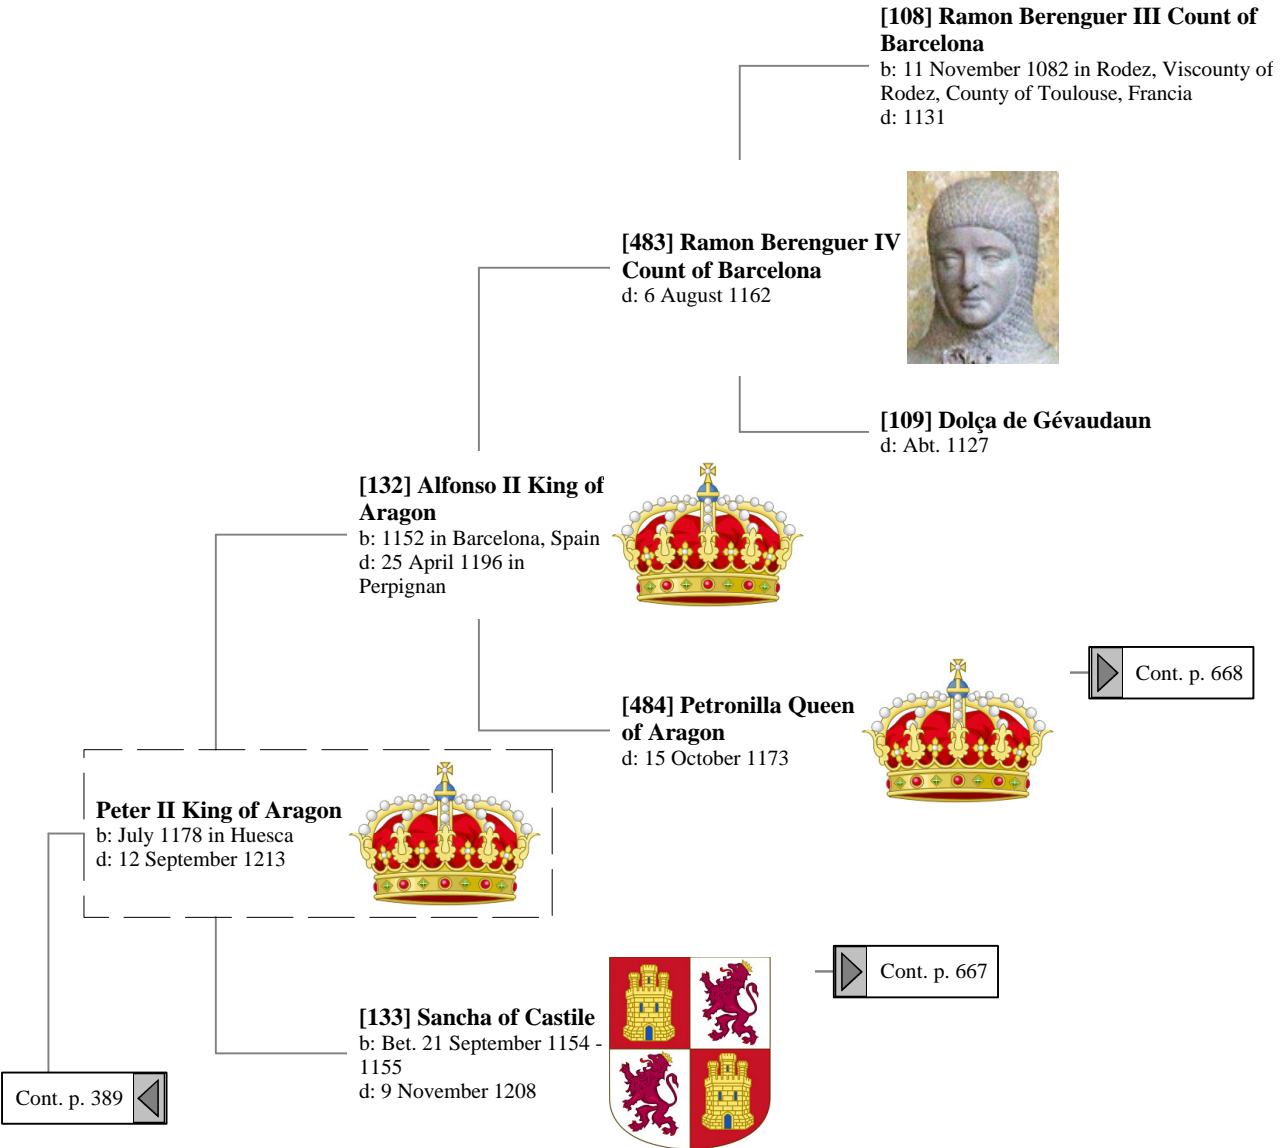 [108] Ramon Berenguer III Count of
Barcelona
b: 11 November 1082 in Rodez, Viscounty of
Rodez, County of Toulouse, Francia
d: 1131
[483] Ramon Berenguer IV
Count of Barcelona
d: 6 August 1162
[109] Dolça de Gévaudaun
d: Abt. 1127
[132] Alfonso II King of
Aragon
b: 1152 in Barcelona, Spain
d: 25 April 1196 in
Perpignan
Cont. p. 668
[484] Petronilla Queen
of Aragon
d: 15 October 1173
Peter II King of Aragon
b: July 1178 in Huesca
d: 12 September 1213
Cont. p. 667
[133] Sancha of Castile
b: Bet. 21 September 1154 -
1155
d: 9 November 1208
Cont. p. 389